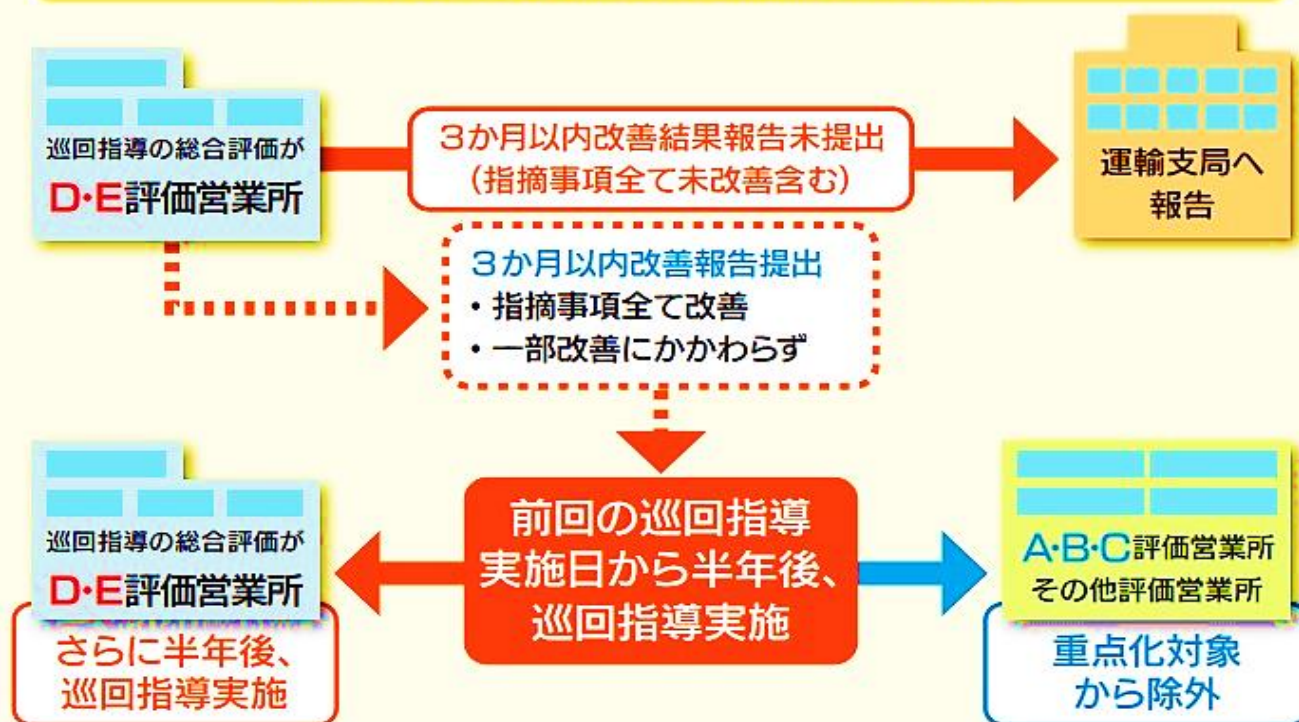 巡回指導の総合評価が
D・E評価営業所
3か月以内改善結果報告未提出
(指摘事項全て未改善含む)
運輸支局へ
報告
3か月以内改善報告提出
・指摘事項全て改善
・一部改善にかかわらず
前回の巡回指導
実施日から半年後、
巡回指導実施
巡回指導の総合評価が
D・E評価営業所
さらに半年後、
巡回指導実施
A・B・C評価営業所
その他評価営業所
重点化対象
から除外